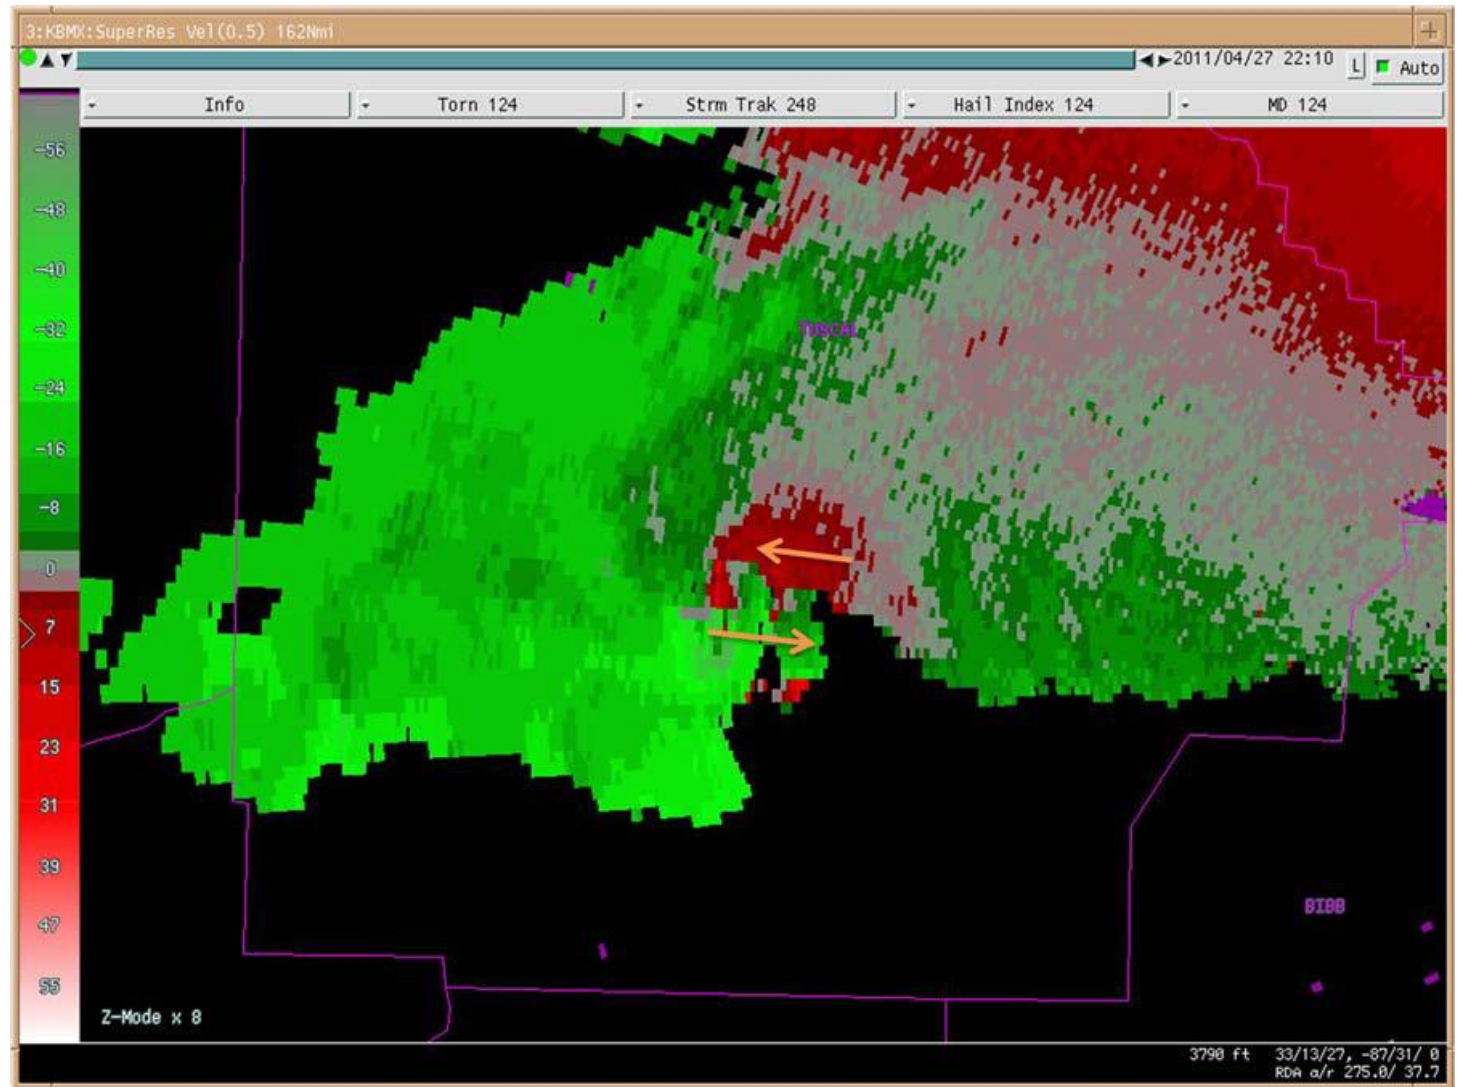 3:KBMX:SuperRes Vel(0.5) 162Nmi
2011/04/27 22:10 L Auto
Info Torn 124 Strm Trak 248 Hail Index 124 MD 124
-56
-48
-40
-32
TUSCAL
-24
-16
-8
0
7
15
23
31
39
BIBB
47
55
Z-Mode x 8
3790 ft 33/13/27, -87/31/ 0
RDA a/r 275.0/ 37.7